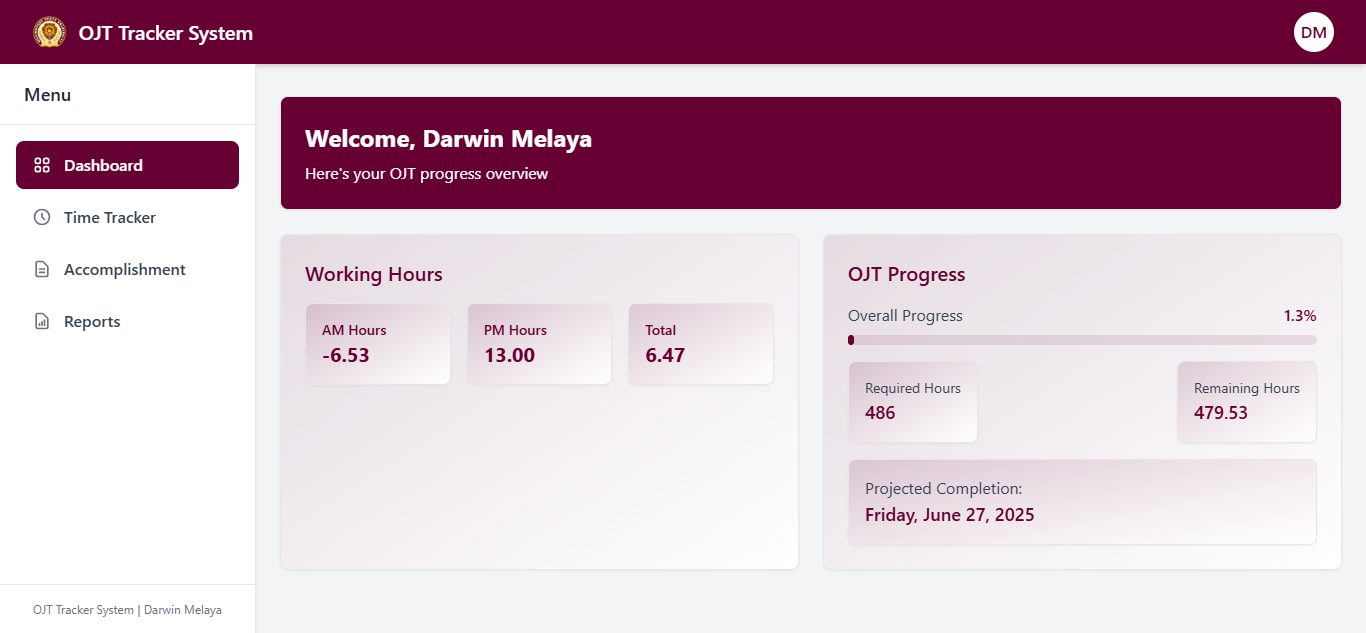 OJT Tracker System
DM
Menu
Dashboard
Time Tracker
Accomplishment
Reports
OJT Tracker System | Darwin Melaya
Welcome, Darwin Melaya
Here's your OJT progress overview
Working Hours
AM Hours
-6.53
PM Hours
13.00
Total
6.47
OJT Progress
Overall Progress
1.3%
Required Hours
486
Remaining Hours
479.53
Projected Completion:
Friday, June 27, 2025